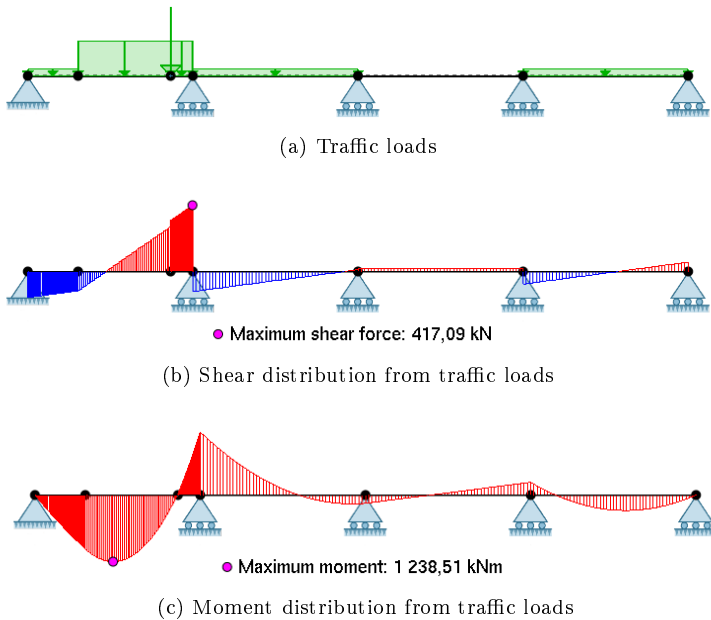 (a) Traffic loads
Maximum shear force: 417,09 kN
(b) Shear distribution from traffic loads
Maximum moment: 1 238,51 kNm
(c) Moment distribution from traffic loads